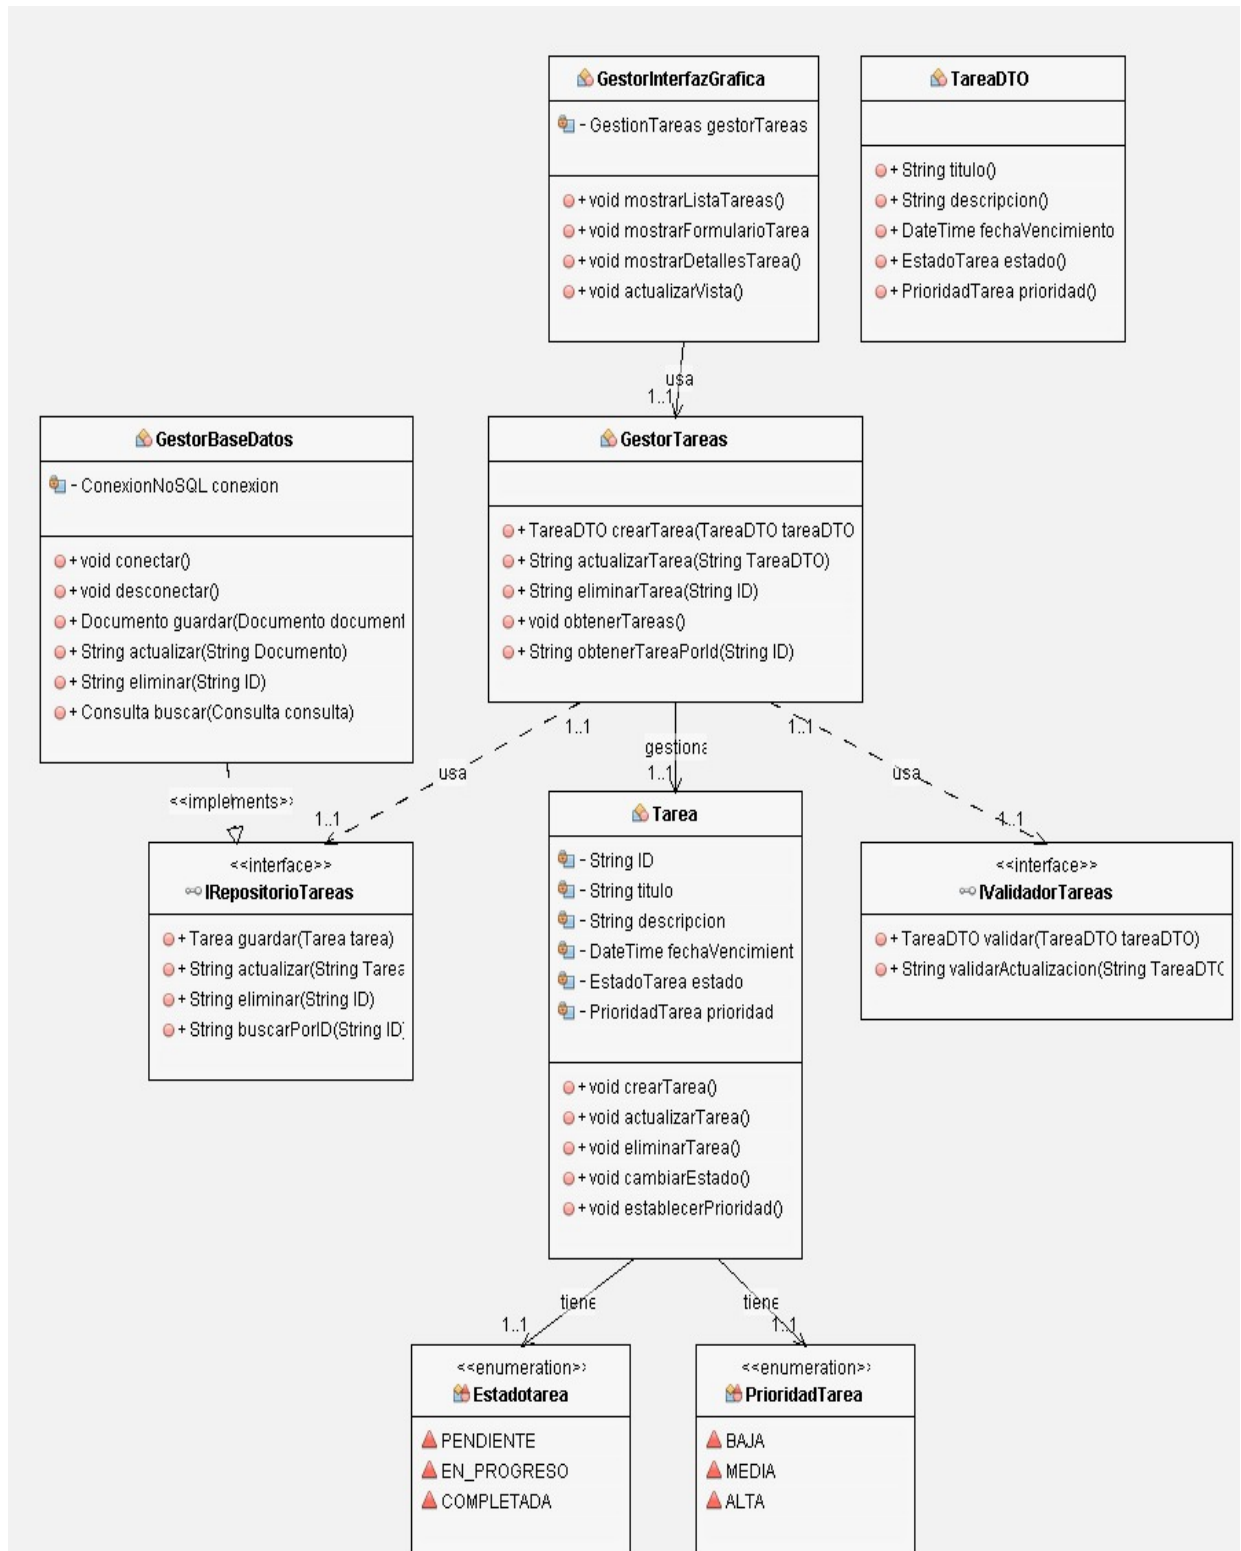 GestorInterfazGrafica
- GestionTareas gestorTareas
+ void mostrarListaTareas()
+ void mostrarFormularioTarea
+ void mostrarDetallesTarea()
+ void actualizarVista()
TareaDTO
+ String titulo()
+ String descripcion()
+ DateTime fechaVencimiento
+ EstadoTarea estado()
+ PrioridadTarea prioridad()
usa
1..1
GestorBaseDatos
- ConexionNoSQL conexion
+ void conectar()
+ void desconectar()
+ Documento guardar(Documento document
+ String actualizar(String Documento)
+ String eliminar(String ID)
+ Consulta buscar(Consulta consulta)
GestorTareas
+ TareaDTO crearTarea(TareaDTO tareaDTO
+ String actualizarTarea(String TareaDTO)
+ String eliminarTarea(String ID)
+ void obtenerTareas()
+ String obtenerTareaPorId(String ID)
<<implements>>
1..1
usa
1..1
gestiona
1..1
1..1
usa
1..1
<<interface>>
IRepositorioTareas
+ Tarea guardar(Tarea tarea)
+ String actualizar(String Tarea
+ String eliminar(String ID)
+ String buscarPorID(String ID)
Tarea
- String ID
- String titulo
- String descripcion
- DateTime fechaVencimient
- EstadoTarea estado
- PrioridadTarea prioridad
+ void crearTarea()
+ void actualizarTarea()
+ void eliminarTarea()
+ void cambiarEstado()
+ void establecerPrioridad()
<<interface>>
IValidadorTareas
+ TareaDTO validar(TareaDTO tareaDTO)
+ String validarActualizacion(String TareaDTO
tiene
1..1
tiene
1..1
<<enumeration>>
Estadotarea
PENDIENTE
EN_PROGRESO
COMPLETADA
<<enumeration>>
PrioridadTarea
BAJA
MEDIA
ALTA